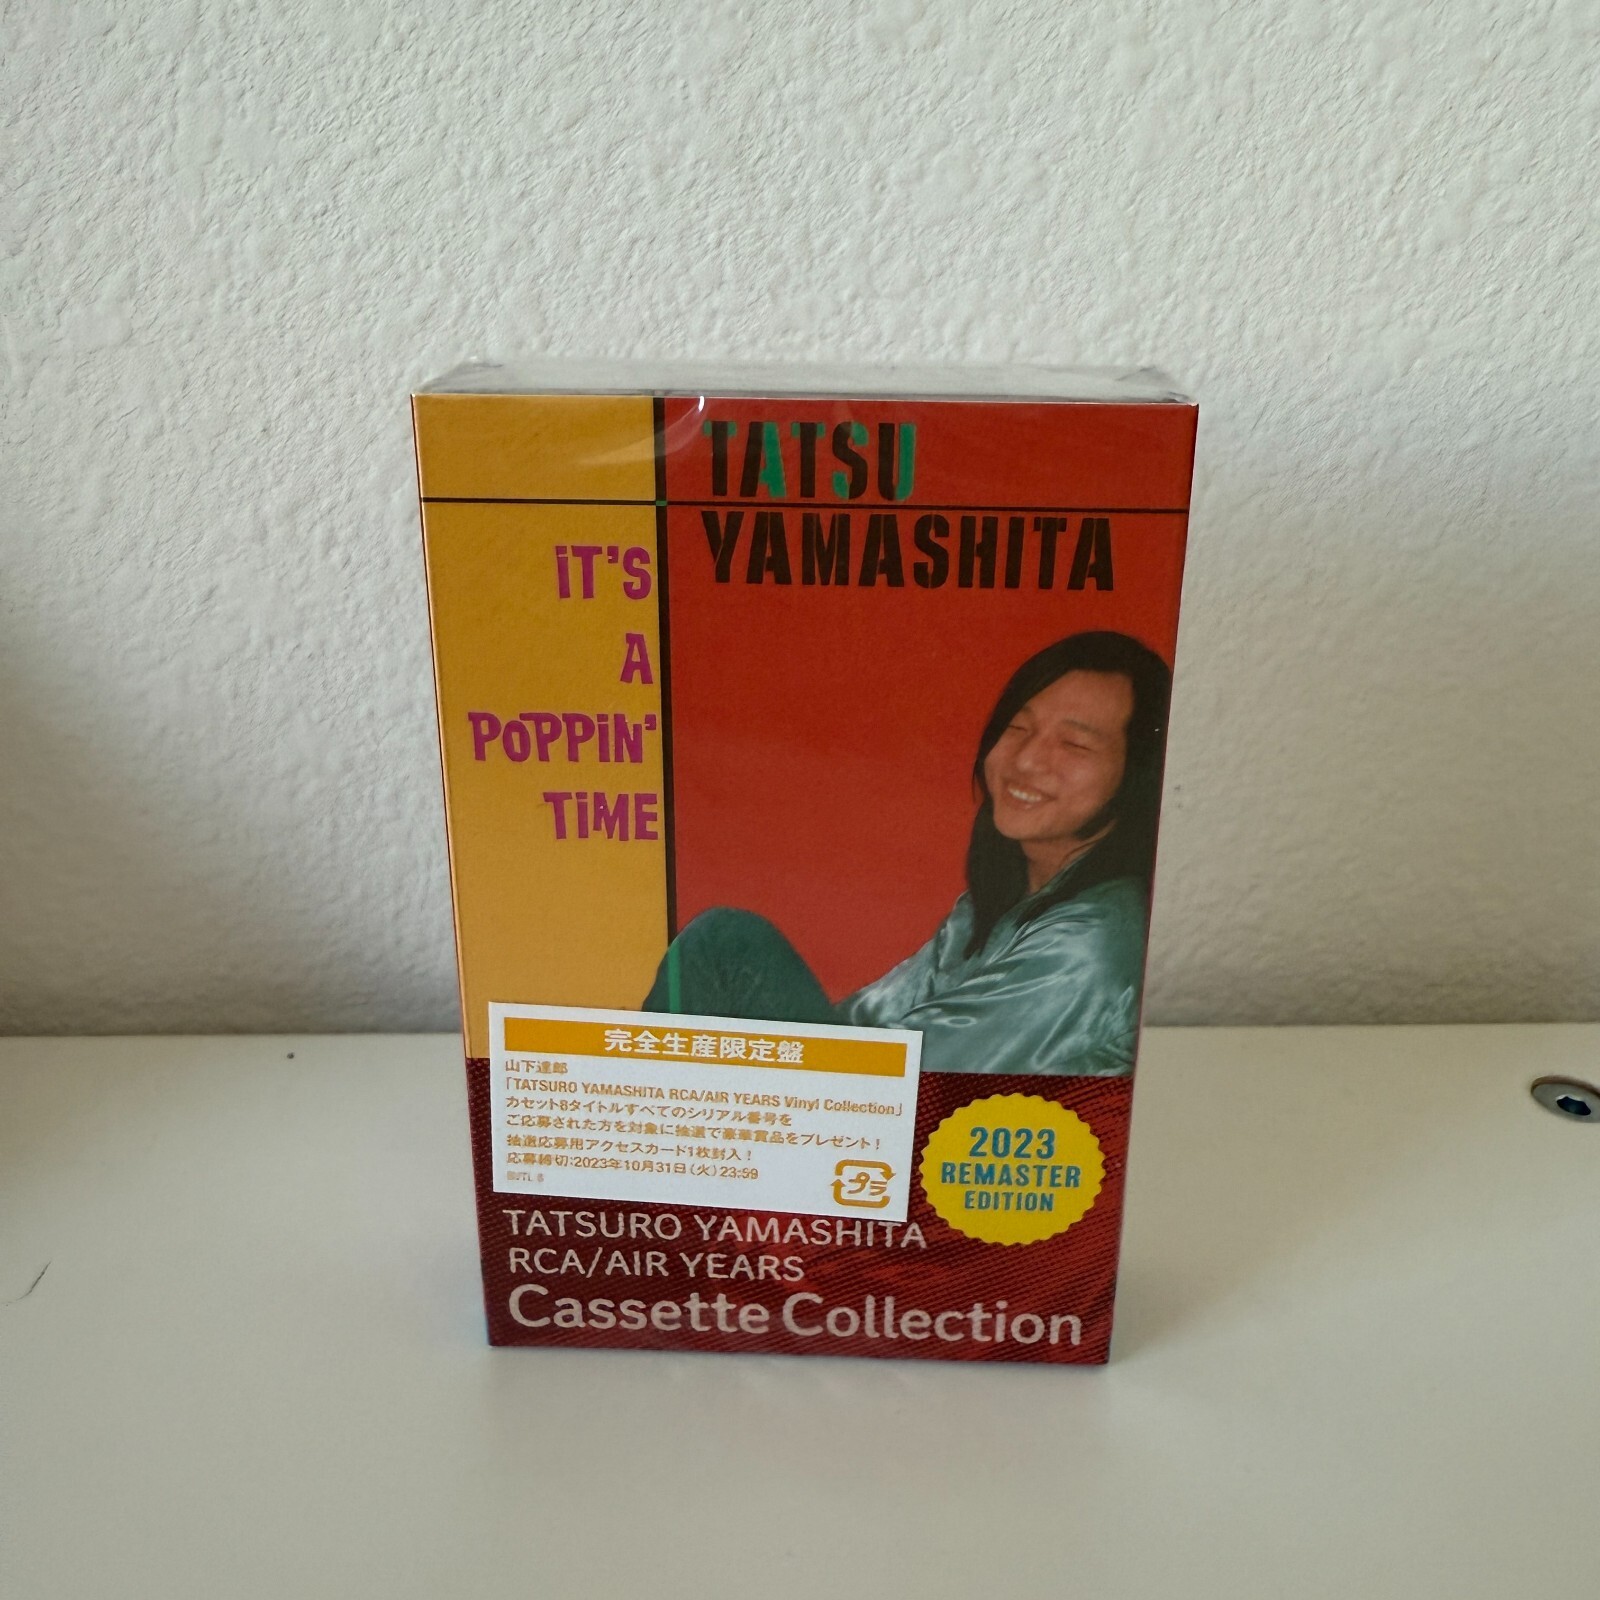 TATSU
YAMASHITA
iT'S
A
POPPiN'
TiME
完全生産限定盤
山下達郎
「TATSURO YAMASHITA RCA/AIR YEARS Vinyl Collection」
カセット8タイトルすべてのシリアル番号を
ご応募された方を対象に抽選で豪華賞品をプレゼント！
抽選応募用アクセスカード1枚封入！
応募締切:2023年10月31日(火)23:59
プラ
2023
REMASTER
EDITION
TATSURO YAMASHITA
RCA/AIR YEARS
Cassette Collection